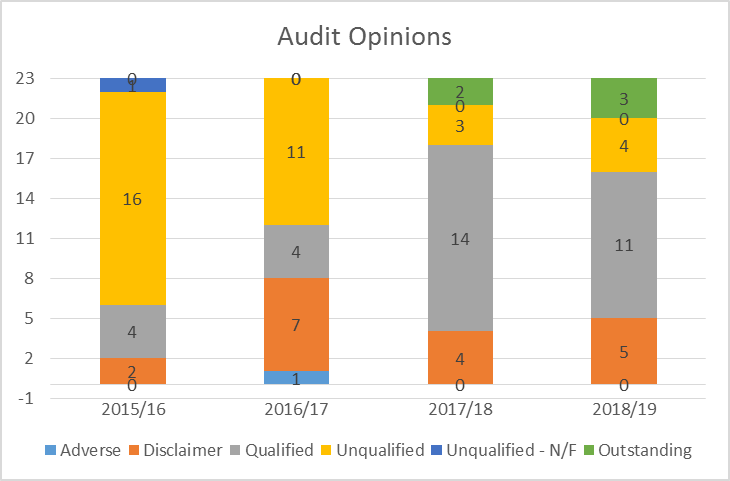 Audit Opinions
23
20
17
14
11
8
5
2
-1
0 0 2 3
1 0 0
16 11 3 4
4 4 14 11
2 7 4 5
0 1 0 0
2015/16 2016/17 2017/18 2018/19
Adverse Disclaimer Qualified Unqualified Unqualified - N/F Outstanding